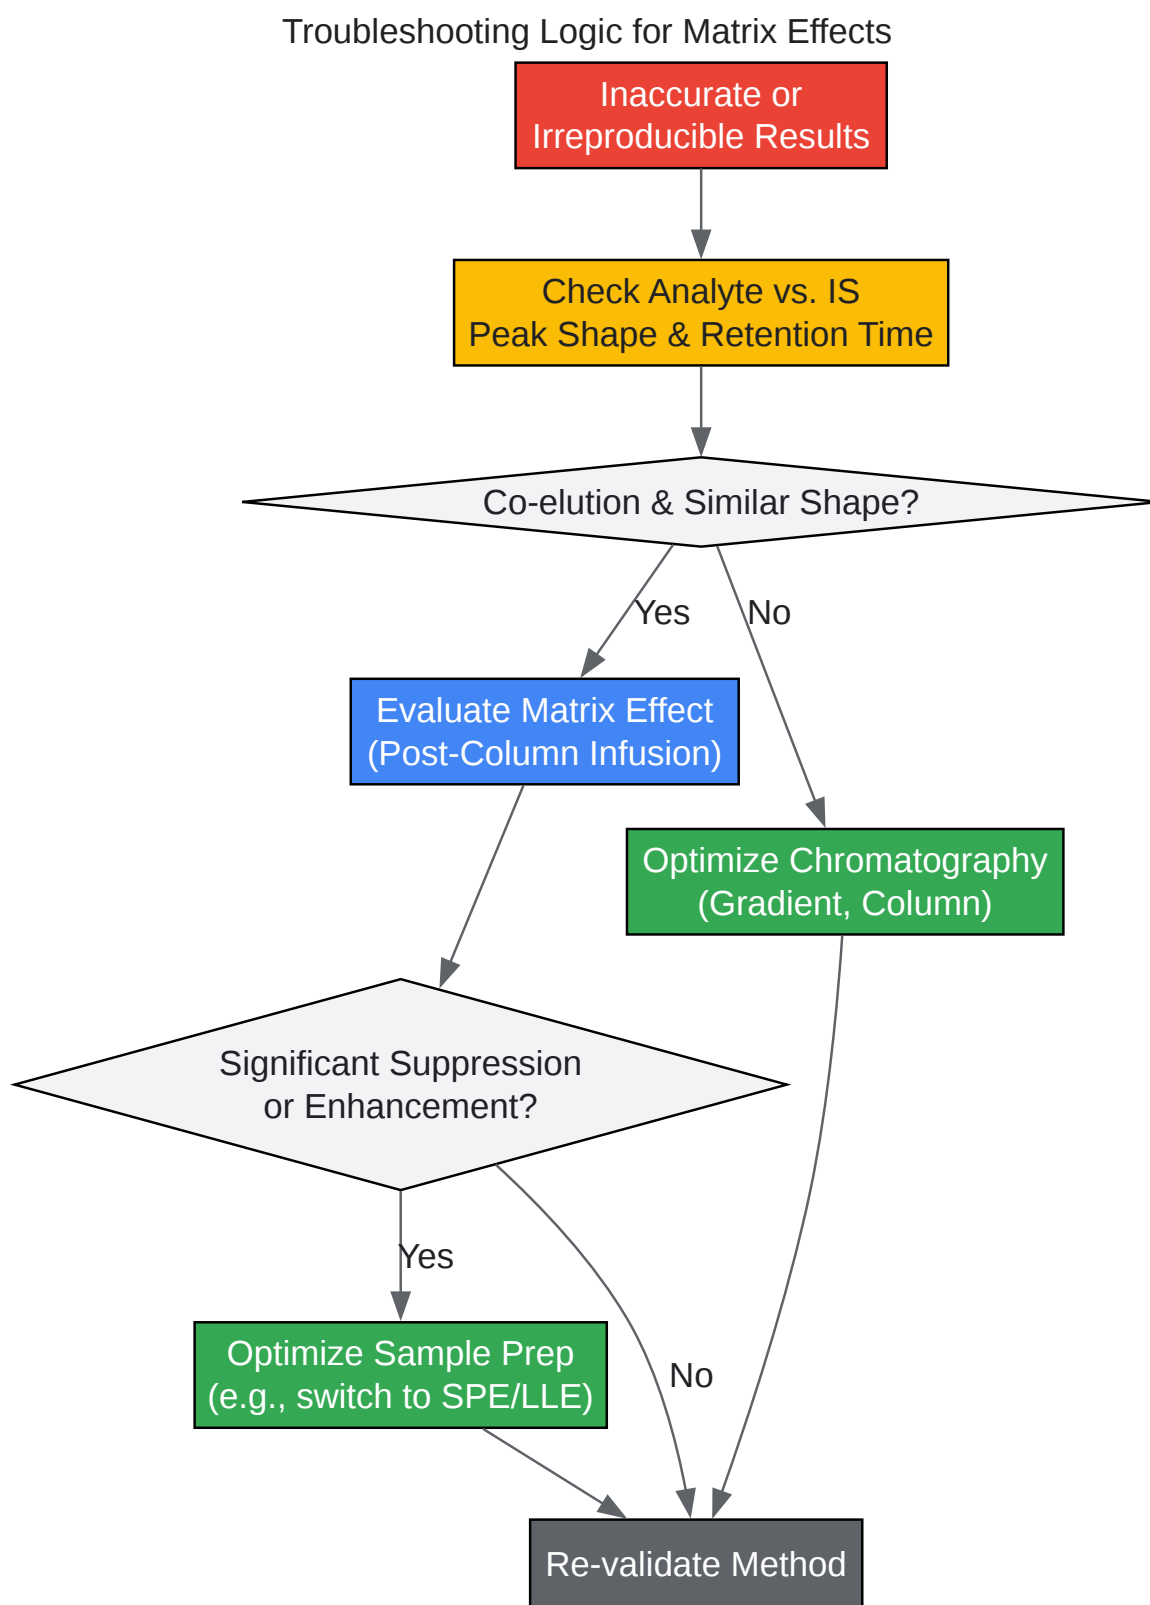 Troubleshooting Logic for Matrix Effects
Inaccurate or
Irreproducible Results
Check Analyte vs. IS
Peak Shape & Retention Time
Co-elution & Similar Shape?
Yes
No
Evaluate Matrix Effect
(Post-Column Infusion)
Optimize Chromatography
(Gradient, Column)
Significant Suppression
or Enhancement?
Yes
Optimize Sample Prep
(e.g., switch to SPE/LLE)
No
Re-validate Method